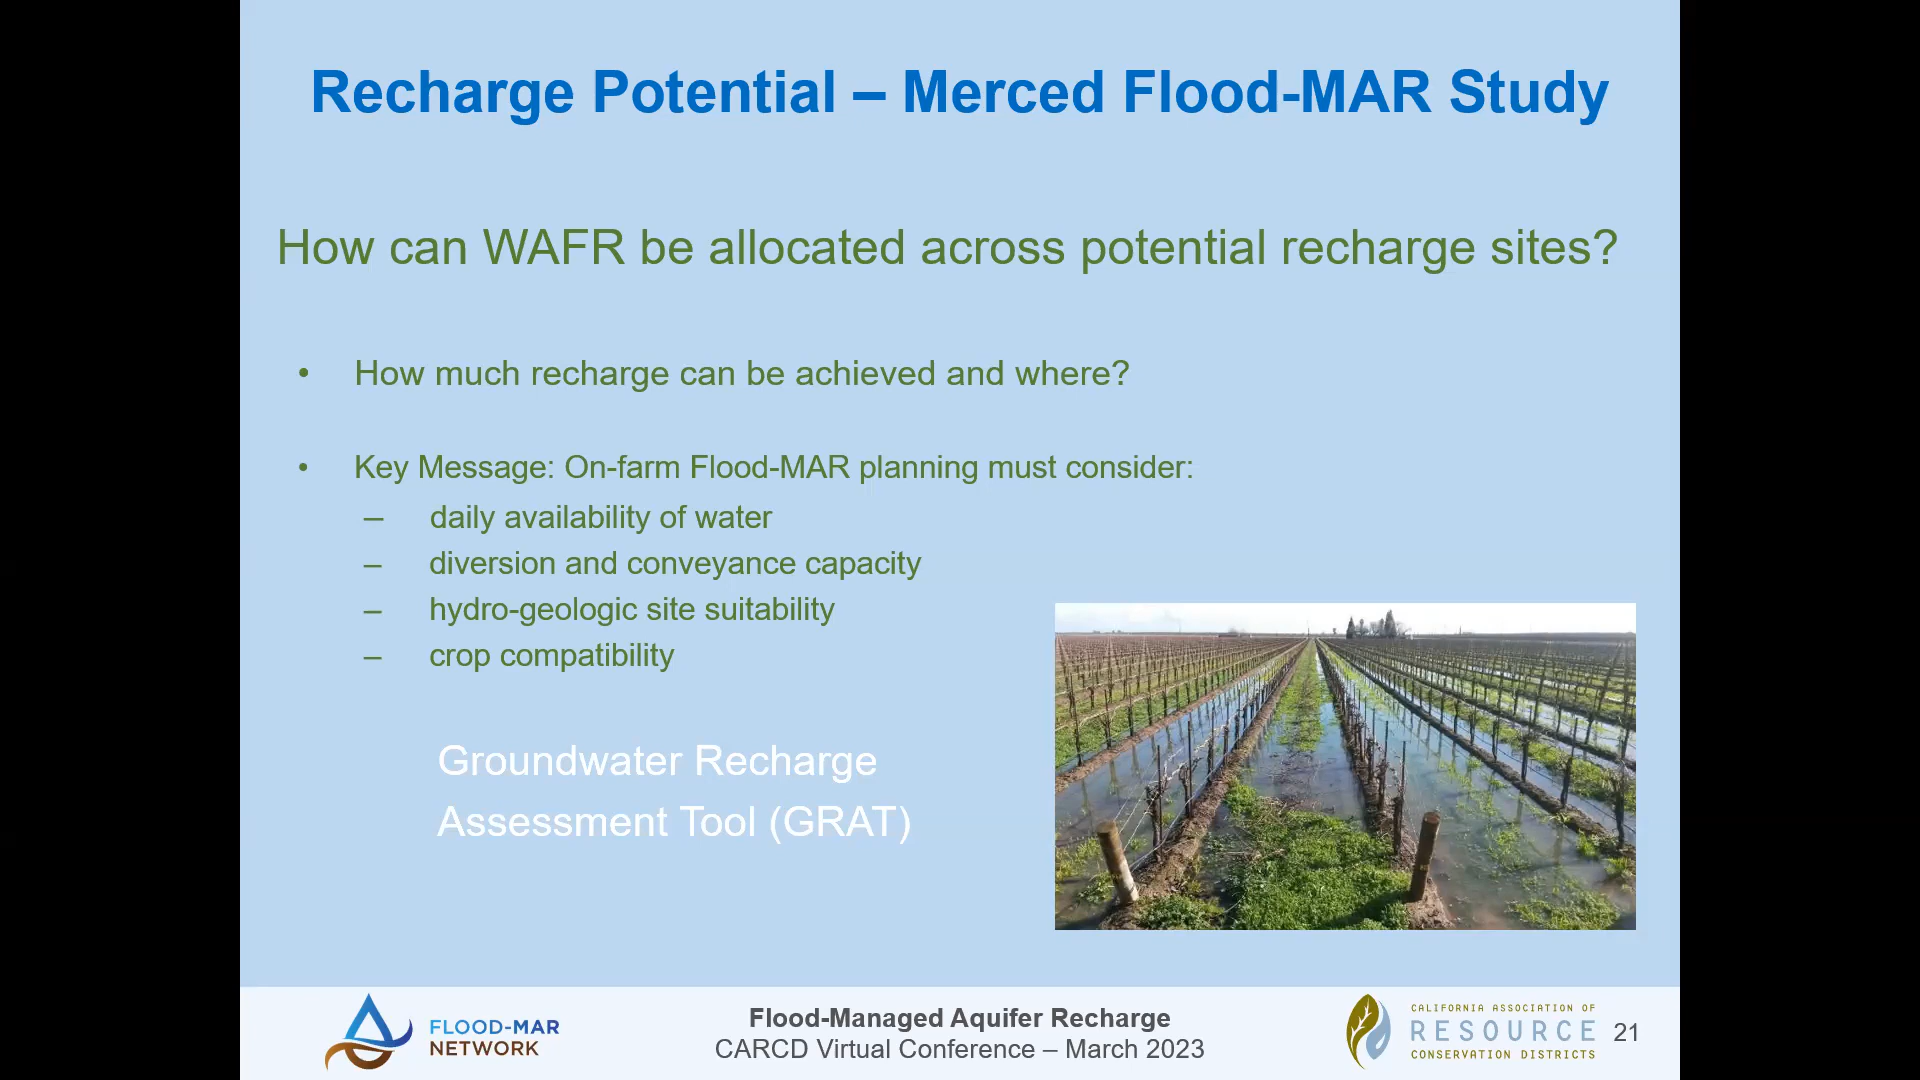 Recharge Potential – Merced Flood-MAR Study
How can WAFR be allocated across potential recharge sites?
• How much recharge can be achieved and where?
• Key Message: On-farm Flood-MAR planning must consider:
– daily availability of water
– diversion and conveyance capacity
– hydro-geologic site suitability
– crop compatibility
Groundwater Recharge
Assessment Tool (GRAT)
FLOOD-MAR
NETWORK
Flood-Managed Aquifer Recharge
CARCD Virtual Conference – March 2023
CALIFORNIA ASSOCIATION OF
RESOURCE
CONSERVATION DISTRICTS
21